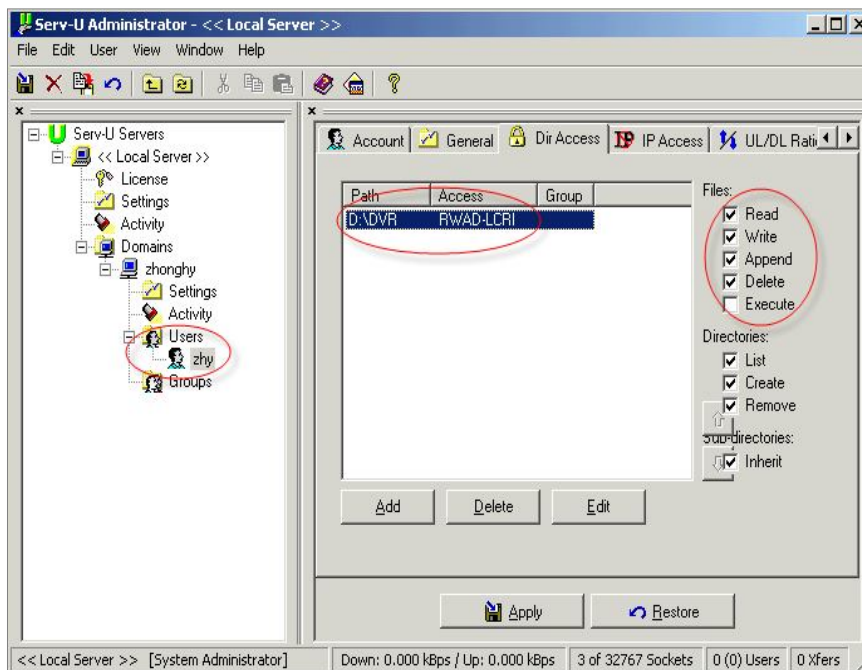 Serv-U Administrator - << Local Server >>
File Edit User View Window Help
Serv-U Servers
<< Local Server >>
License
Settings
Activity
Domains
zhonghy
Settings
Activity
Users
zhy
Groups
Account
General
Dir Access
IP Access
UL/DL Rati
Path Access Group
D:\DVR RWAD-LCRI
Files:
Read
Write
Append
Delete
Execute
Directories:
List
Create
Remove
Sub-directories:
Inherit
Add
Delete
Edit
Apply
Restore
<< Local Server >> [System Administrator]
Down: 0.000 kBps / Up: 0.000 kBps
3 of 32767 Sockets
0 (0) Users
0 Xfers